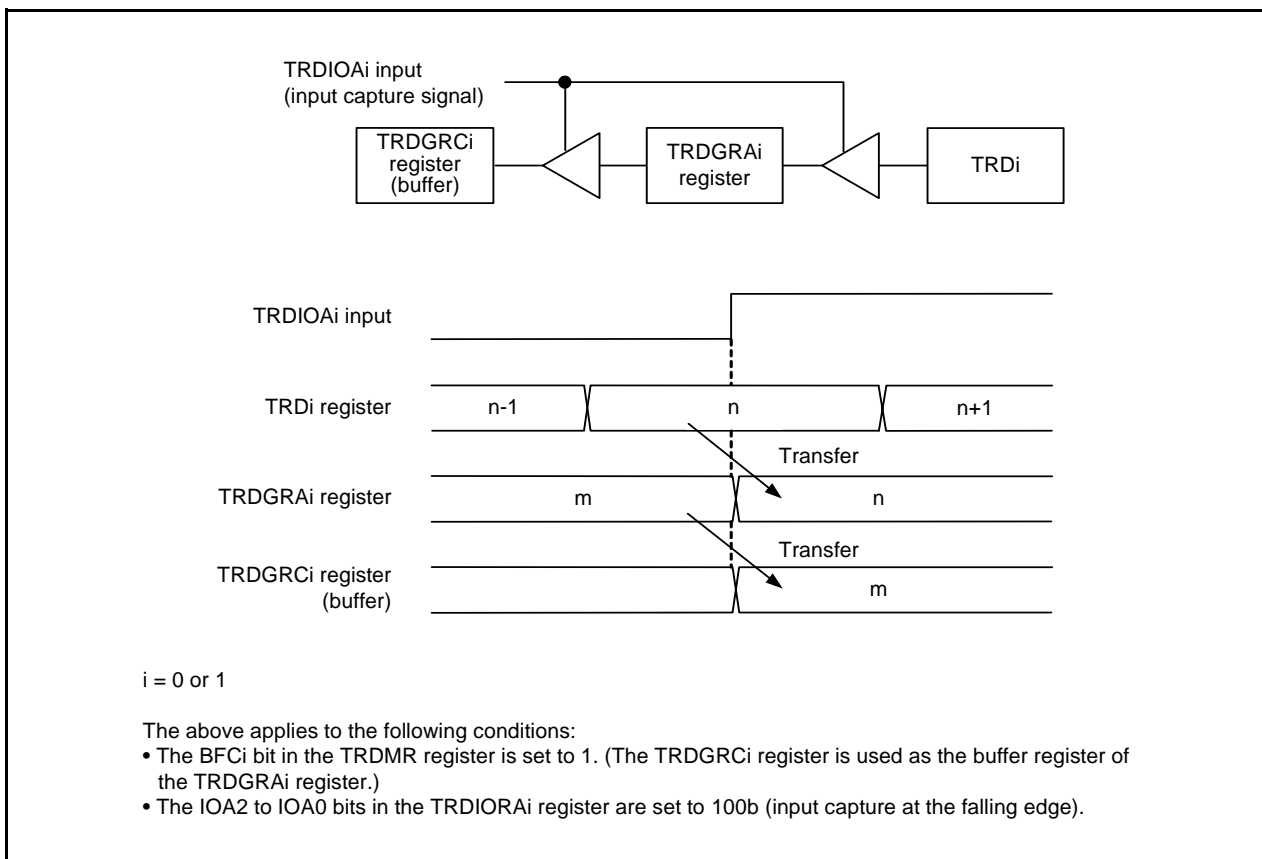 TRDIOAi input
(input capture signal)
TRDGRCi
register
(buffer)
TRDGRAi
register
TRDi
TRDIOAi input
TRDi register
n-1
n
n+1
Transfer
TRDGRAi register
m
n
Transfer
TRDGRCi register
(buffer)
m
i = 0 or 1
The above applies to the following conditions:
• The BFCi bit in the TRDMR register is set to 1. (The TRDGRCi register is used as the buffer register of
the TRDGRAi register.)
• The IOA2 to IOA0 bits in the TRDIORAi register are set to 100b (input capture at the falling edge).